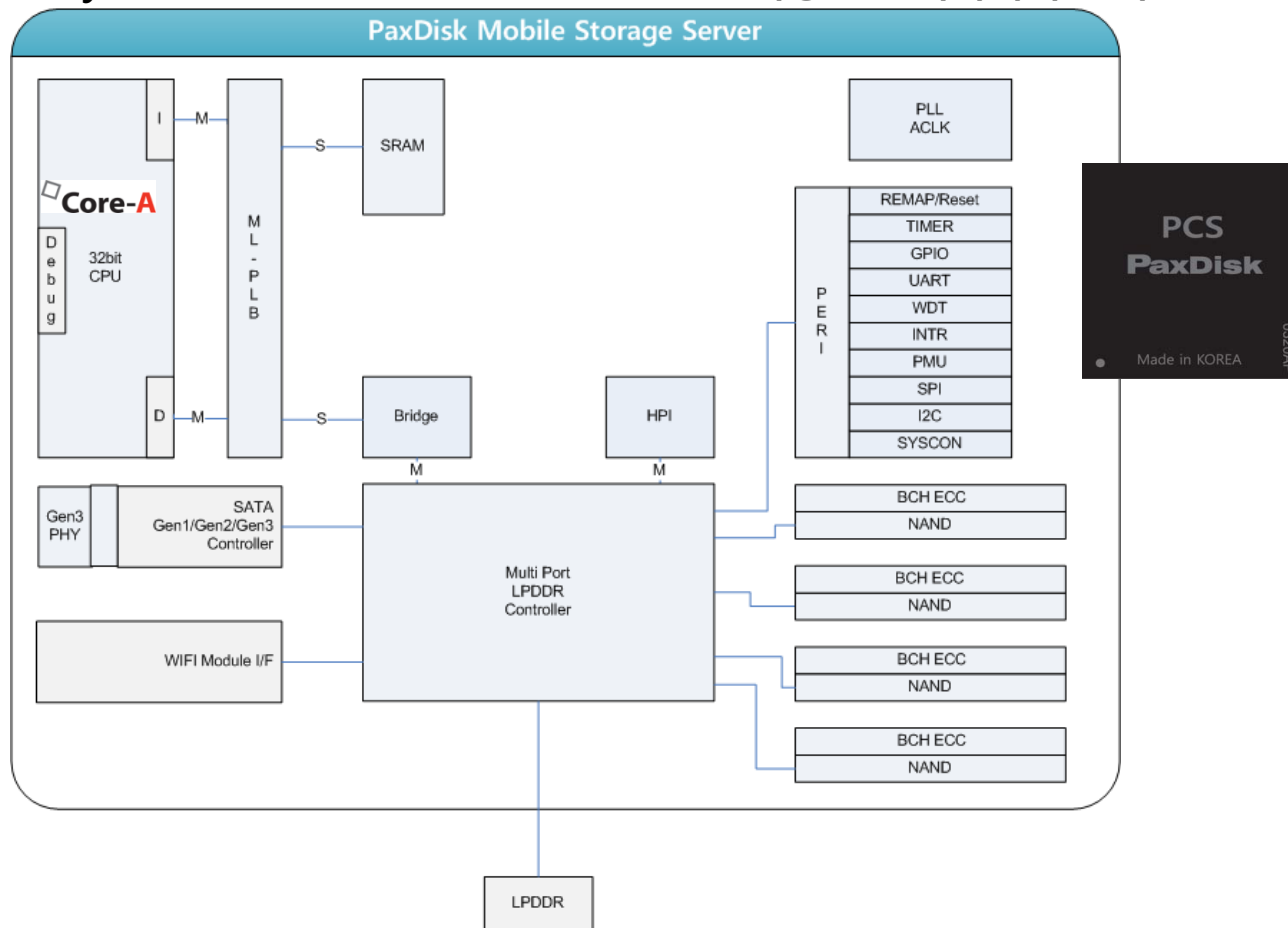 PaxDisk Mobile Storage Server
I
M
M
L
-
P
L
B
S
SRAM
PLL
ACLK
Core-A
32bit
CPU
D
e
b
u
g
D
M
S
Bridge
M
HPI
M
P
E
R
I
REMAP/Reset
TIMER
GPIO
UART
WDT
INTR
PMU
SPI
I2C
SYSCON
PCS
PaxDisk
Made in KOREA
Gen3
PHY
SATA
Gen1/Gen2/Gen3
Controller
WIFI Module I/F
Multi Port
LPDDR
Controller
BCH ECC
NAND
BCH ECC
NAND
BCH ECC
NAND
BCH ECC
NAND
LPDDR